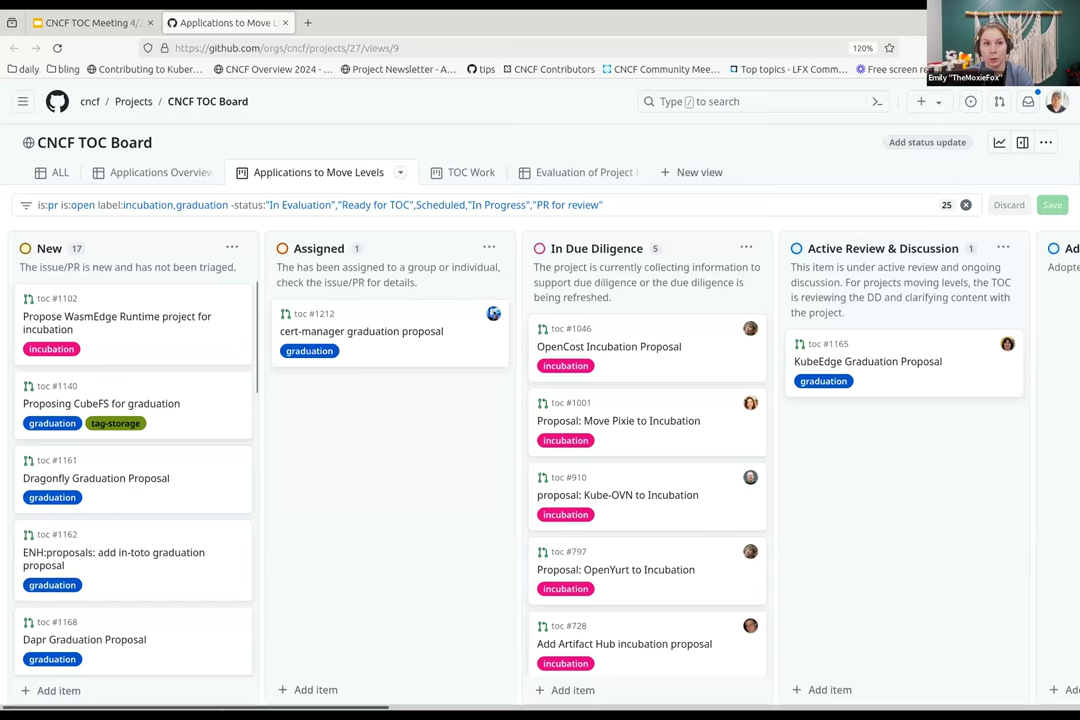 CNCF TOC Meeting 4/2
Applications to Move L
https://github.com/orgs/cncf/projects/27/views/9
120%
daily
bling
Contributing to Kuber...
CNCF Overview 2024 - ...
Project Newsletter - A...
tips
CNCF Contributors
CNCF Community Mee...
Top topics - LFX Comm...
Free screen re
Emily "TheMoxieFox"
cncf / Projects / CNCF TOC Board
Type / to search
CNCF TOC Board
Add status update
ALL
Applications Overview
Applications to Move Levels
TOC Work
Evaluation of Project
New view
is:pr is:open label:incubation,graduation -status:"In Evaluation","Ready for TOC",Scheduled,"In Progress","PR for review"
25
Discard
Save
New 17
The issue/PR is new and has not been triaged.
toc #1102
Propose WasmEdge Runtime project for
incubation
incubation
toc #1140
Proposing CubeFS for graduation
graduation
tag-storage
toc #1161
Dragonfly Graduation Proposal
graduation
toc #1162
ENH:proposals: add in-toto graduation
proposal
graduation
toc #1168
Dapr Graduation Proposal
graduation
+ Add item
Assigned 1
The has been assigned to a group or individual,
check the issue/PR for details.
toc #1212
cert-manager graduation proposal
graduation
+ Add item
In Due Diligence 5
The project is currently collecting information to
support due diligence or the due diligence is
being refreshed.
toc #1046
OpenCost Incubation Proposal
incubation
toc #1001
Proposal: Move Pixie to Incubation
incubation
toc #910
proposal: Kube-OVN to Incubation
incubation
toc #797
Proposal: OpenYurt to Incubation
incubation
toc #728
Add Artifact Hub incubation proposal
incubation
+ Add item
Active Review & Discussion 1
This item is under active review and ongoing
discussion. For projects moving levels, the TOC
is reviewing the DD and clarifying content with
the project.
toc #1165
KubeEdge Graduation Proposal
graduation
+ Add item
Ad
Adopte
+ Add